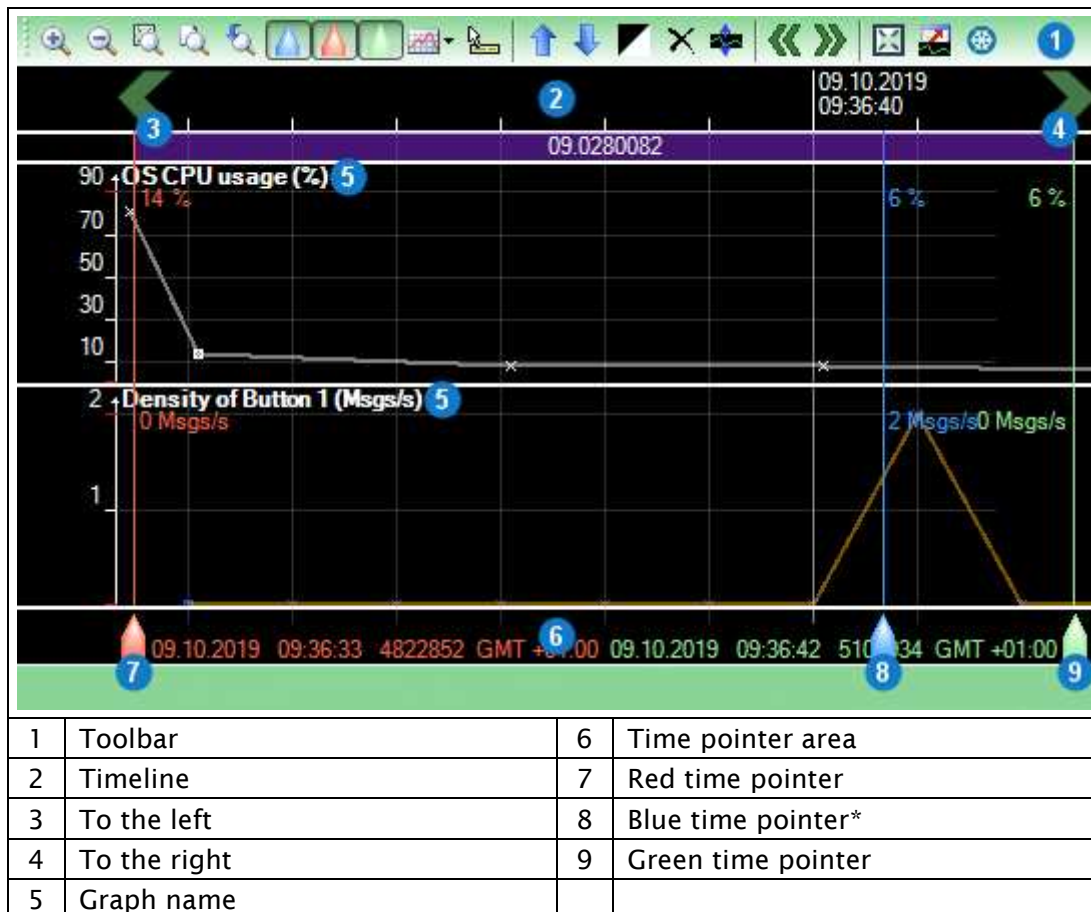 1
09.10.2019
09:36:40
2
3
4
09.0280082
90
OS CPU usage (%) 5
14 %
6 %
6 %
70
50
30
10
2
Density of Button 1 (Msgs/s) 5
0 Msgs/s
2 Msgs/s
0 Msgs/s
1
6
09.10.2019 09:36:33 4822852 GMT +01:00 09.10.2019 09:36:42 GMT +01:00
7
8
9
1 Toolbar 6 Time pointer area
2 Timeline 7 Red time pointer
3 To the left 8 Blue time pointer*
4 To the right 9 Green time pointer
5 Graph name